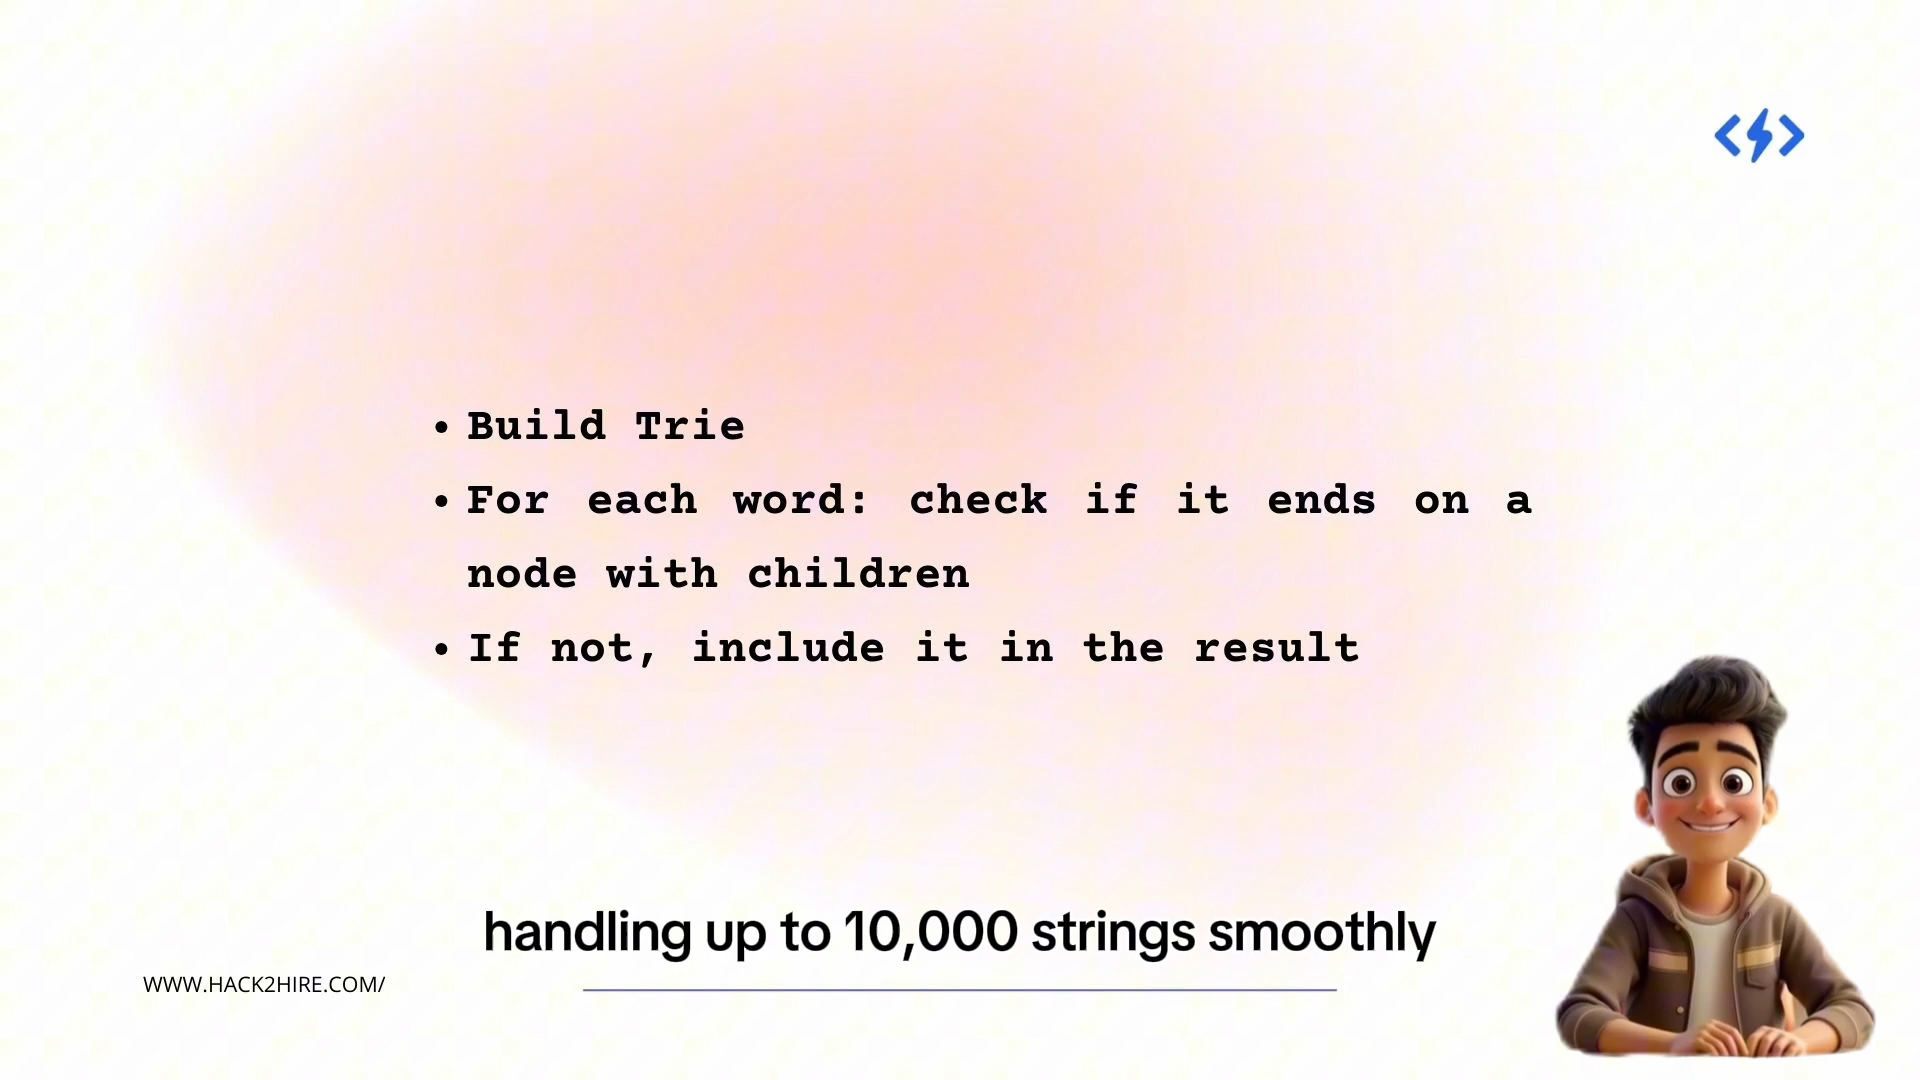 • Build Trie
• For each word: check if it ends on a
node with children
• If not, include it in the result
handling up to 10,000 strings smoothly
WWW.HACK2HIRE.COM/